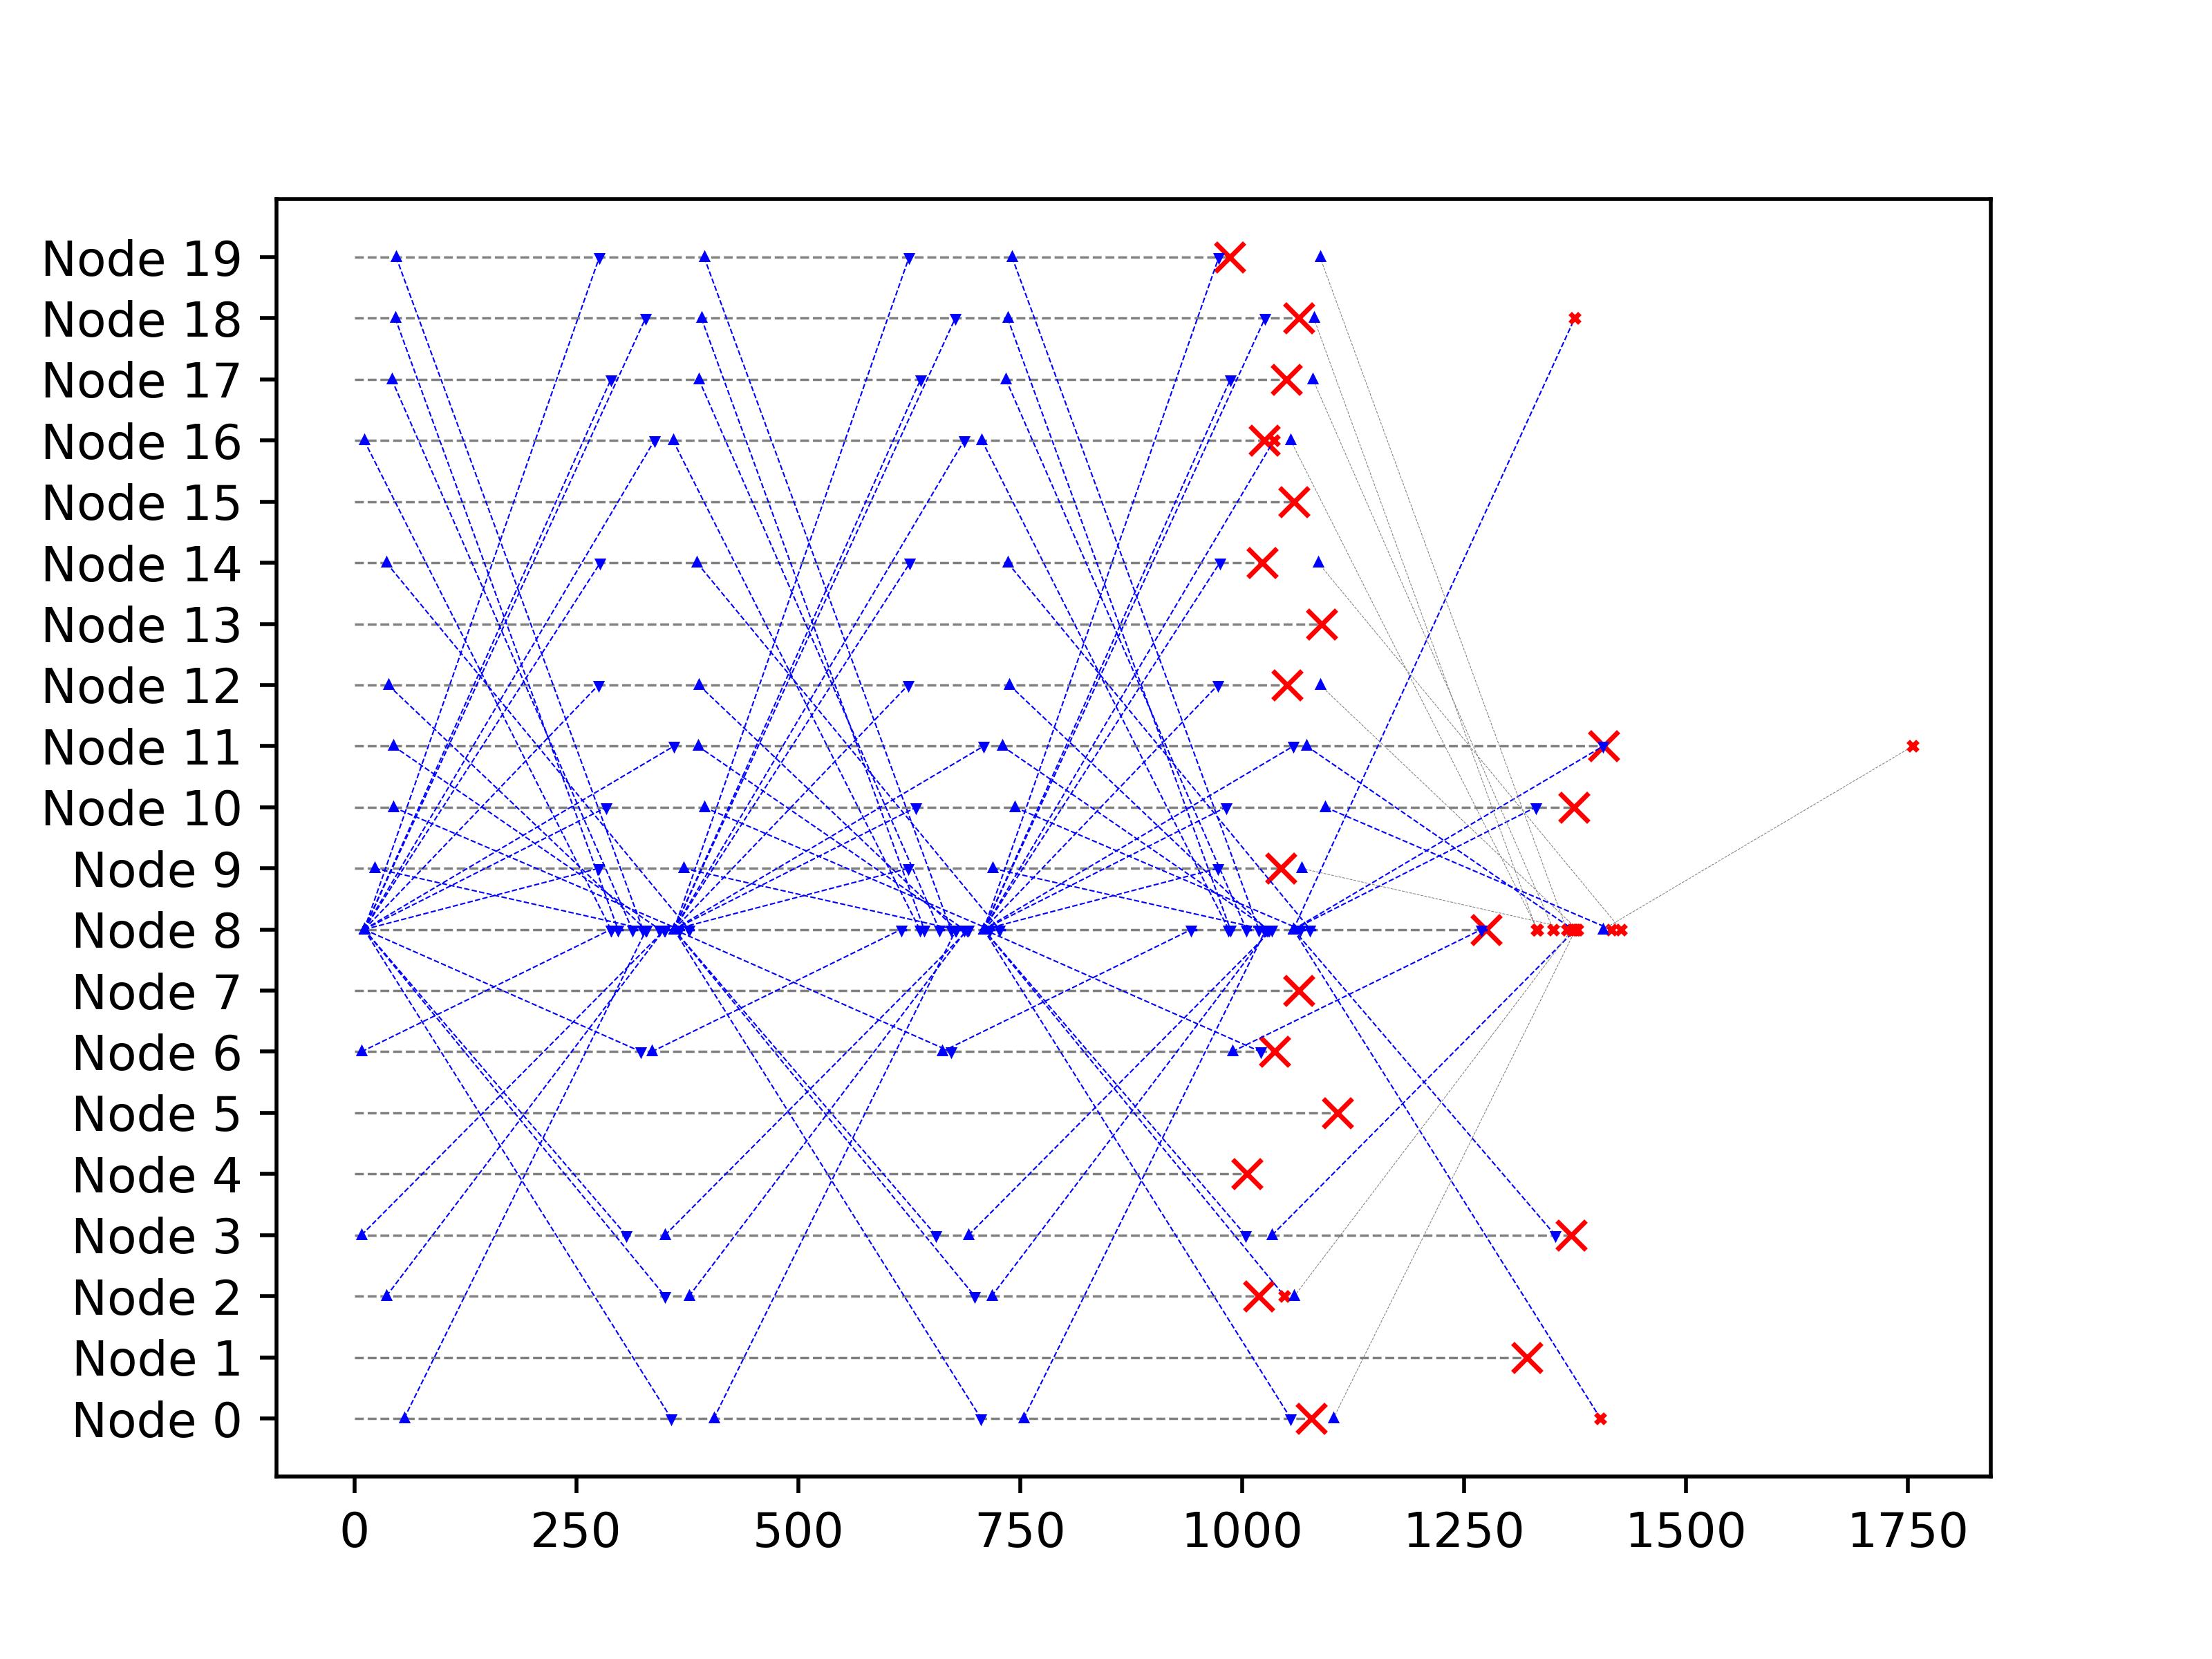 Node 19
Node 18
Node 17
Node 16
Node 15
Node 14
Node 13
Node 12
Node 11
Node 10
Node 9
Node 8
Node 7
Node 6
Node 5
Node 4
Node 3
Node 2
Node 1
Node 0
0 250 500 750 1000 1250 1500 1750